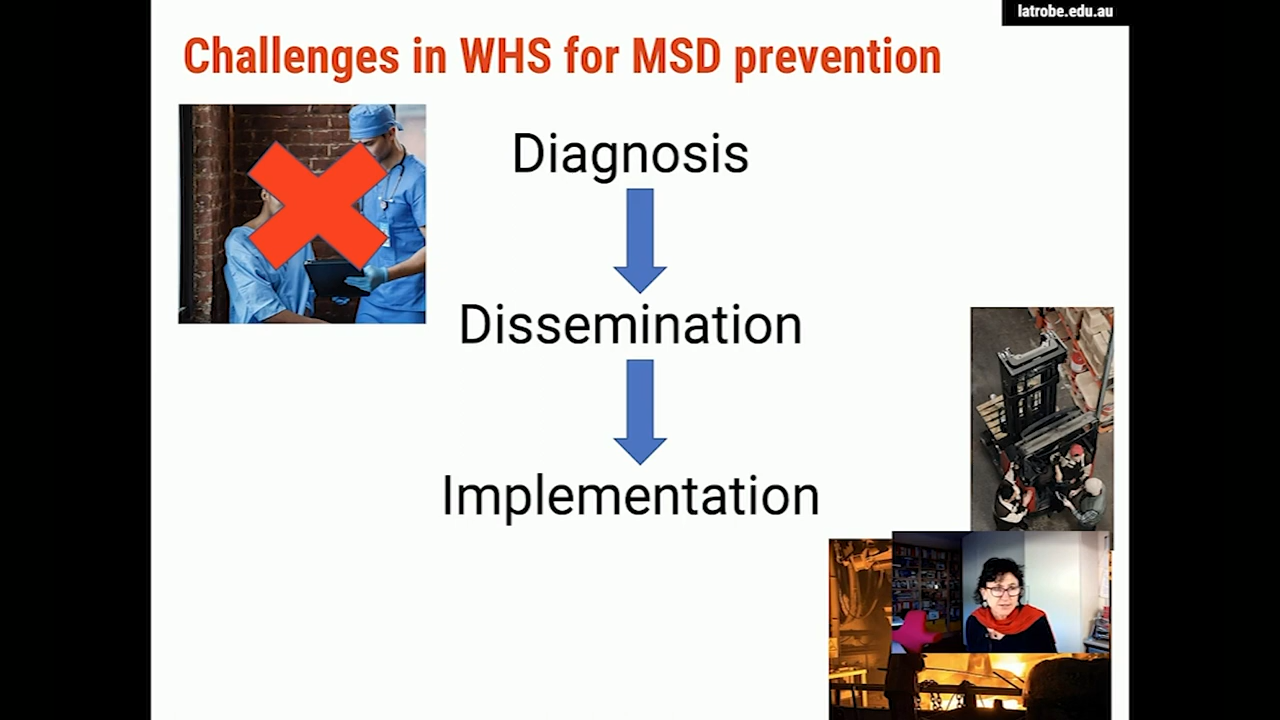 latrobe.edu.au
Challenges in WHS for MSD prevention
Diagnosis
Dissemination
Implementation